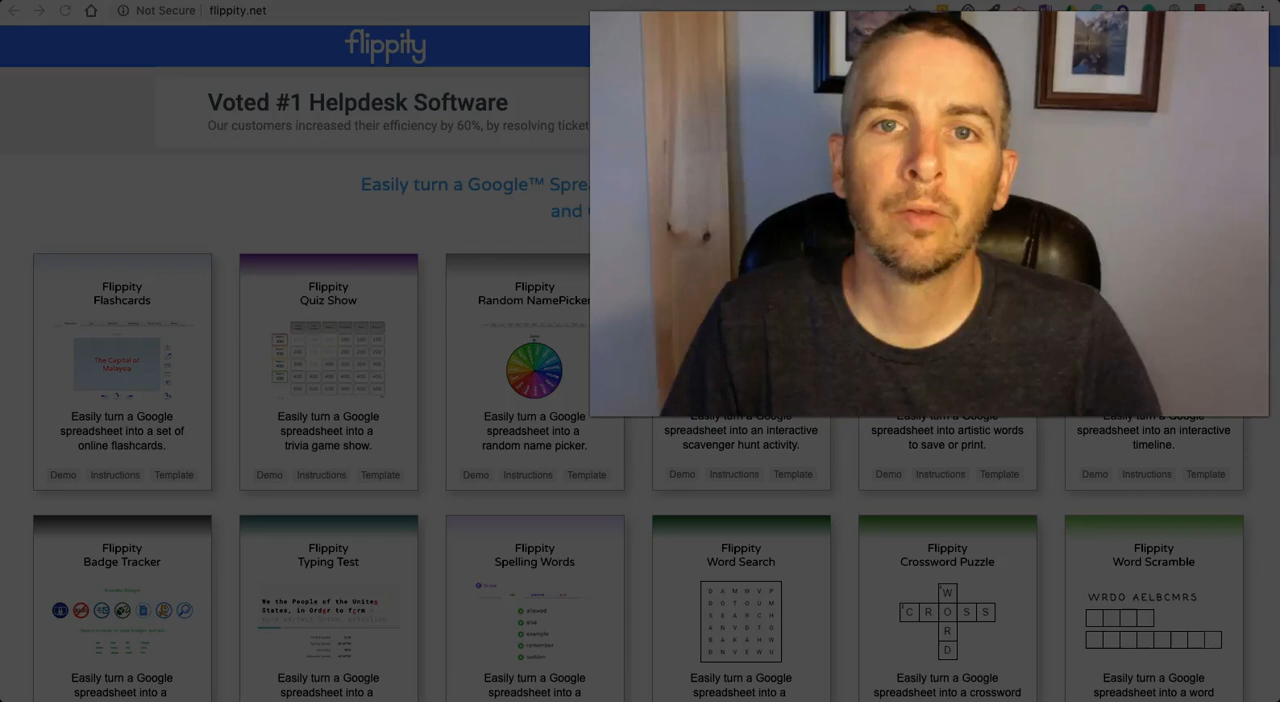 Not Secure | flippity.net
flippity
Voted #1 Helpdesk Software
Our customers increased their efficiency by 60%, by resolving ticket
Easily turn a Google™ Spre
and
Flippity
Flashcards
The Capital of
Malaysia
Easily turn a Google
spreadsheet into a set of
online flashcards.
Demo Instructions Template
Flippity
Quiz Show
Easily turn a Google
spreadsheet into a
trivia game show.
Demo Instructions Template
Flippity
Random NamePicker
Easily turn a Google
spreadsheet into a
random name picker.
Demo Instructions Template
Easily turn a Google
spreadsheet into an interactive
scavenger hunt activity.
Demo Instructions Template
Easily turn a Google
spreadsheet into artistic words
to save or print.
Demo Instructions Template
Easily turn a Google
spreadsheet into an interactive
timeline.
Demo Instructions Template
Flippity
Badge Tracker
Easily turn a Google
spreadsheet into a
Flippity
Typing Test
We the People of the United
States, in Order to form a
Easily turn a Google
spreadsheet into a
Flippity
Spelling Words
allowed
else
example
remember
sudden
Easily turn a Google
spreadsheet into a
Flippity
Word Search
Easily turn a Google
spreadsheet into a
Flippity
Crossword Puzzle
W
C R O S S
R
D
Easily turn a Google
spreadsheet into a crossword
Flippity
Word Scramble
WRDO AELBCMRS
Easily turn a Google
spreadsheet into a word